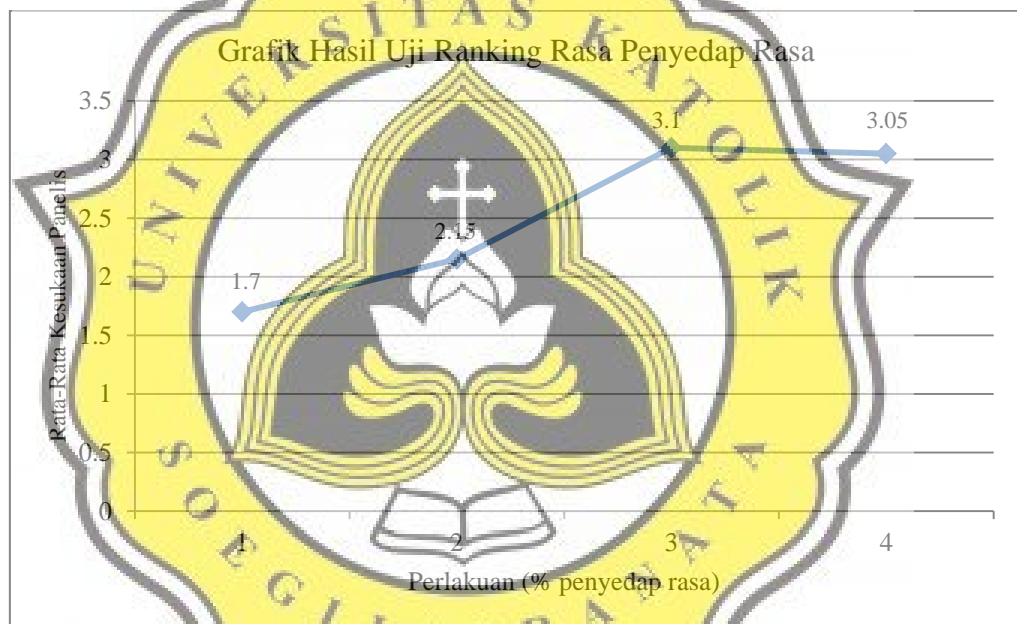 Grafik Hasil Uji Ranking Rasa Penyedap Rasa
UNIVERSITAS KATOLIK
3.5
3
2.5
2
1.5
1
0.5
0
Rata-Rata Kesukaan Panelis
1.7
2.15
3.1
3.05
1 2 3 4
Perlakuan (% penyedap rasa)